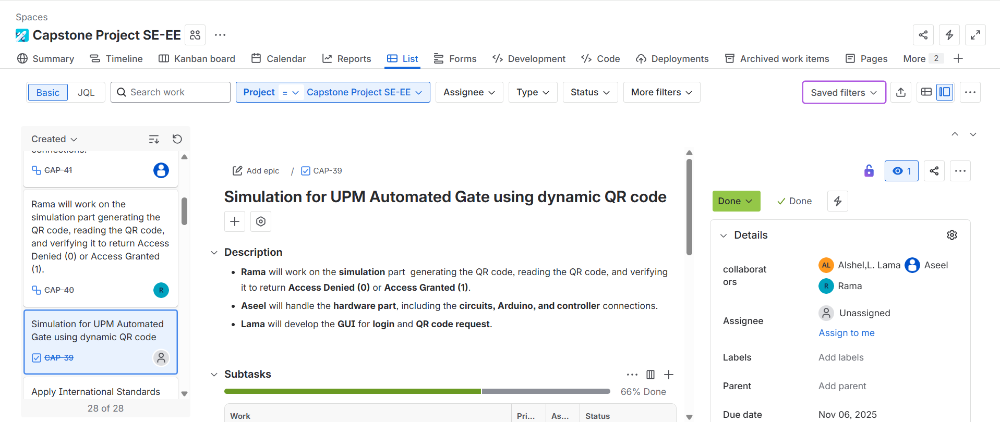 Spaces
Capstone Project SE-EE
Summary Timeline Kanban board Calendar Reports List Forms Development Code Deployments Archived work items Pages More 2
Basic JQL Search work Project = Capstone Project SE-EE Assignee Type Status More filters Saved filters
Created
connections.
CAP-41
Rama will work on the
simulation part generating the
QR code, reading the QR code,
and verifying it to return Access
Denied (0) or Access Granted
(1).
CAP-40
R
Simulation for UPM Automated
Gate using dynamic QR code
CAP-39
Apply International Standards
28 of 28
Add epic / CAP-39
Simulation for UPM Automated Gate using dynamic QR code
Description
• Rama will work on the simulation part generating the QR code, reading the QR code, and verifying
it to return Access Denied (0) or Access Granted (1).
• Aseel will handle the hardware part, including the circuits, Arduino, and controller connections.
• Lama will develop the GUI for login and QR code request.
Subtasks
66% Done
Work Pri... As... Status
1
Done Done
Details
collaborat
ors
AL Alshel,L. Lama Aseel
R Rama
Assignee
Unassigned
Assign to me
Labels Add labels
Parent Add parent
Due date Nov 06, 2025